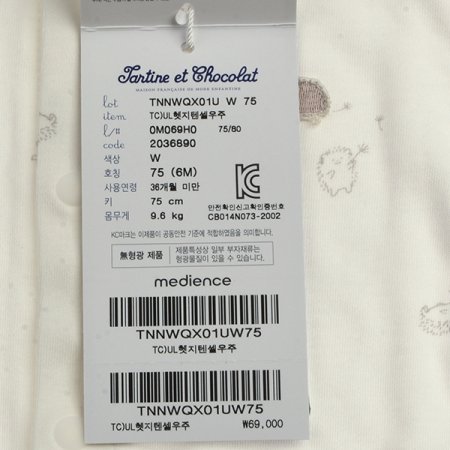 Tartine et Chocolat
MAISON FRANÇAISE DE MODE ENFANTINE
lot TNNWQX01U W 75
item TC)UL헷지텐셀우주
l/# 0M069H0 75/80
code 2036890
색상 W
호칭 75 (6M)
사용연령 36개월 미만
키 75 cm
몸무게 9.6 kg
안전확인신고확인증번호
CB014N073-2002
KC마크는 이제품이 공통안전 기준에 적합하였음을 의미합니다.
無형광 제품
제품특성상 일부 부자재류는
형광물질이 있을 수 있습니다.
medience
TNNWQX01UW75
TC)UL헷지텐셀우주
TNNWQX01UW75
TC)UL헷지텐셀우주 ₩69,000